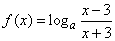 f(x) = log_a (x-3)/(x+3)